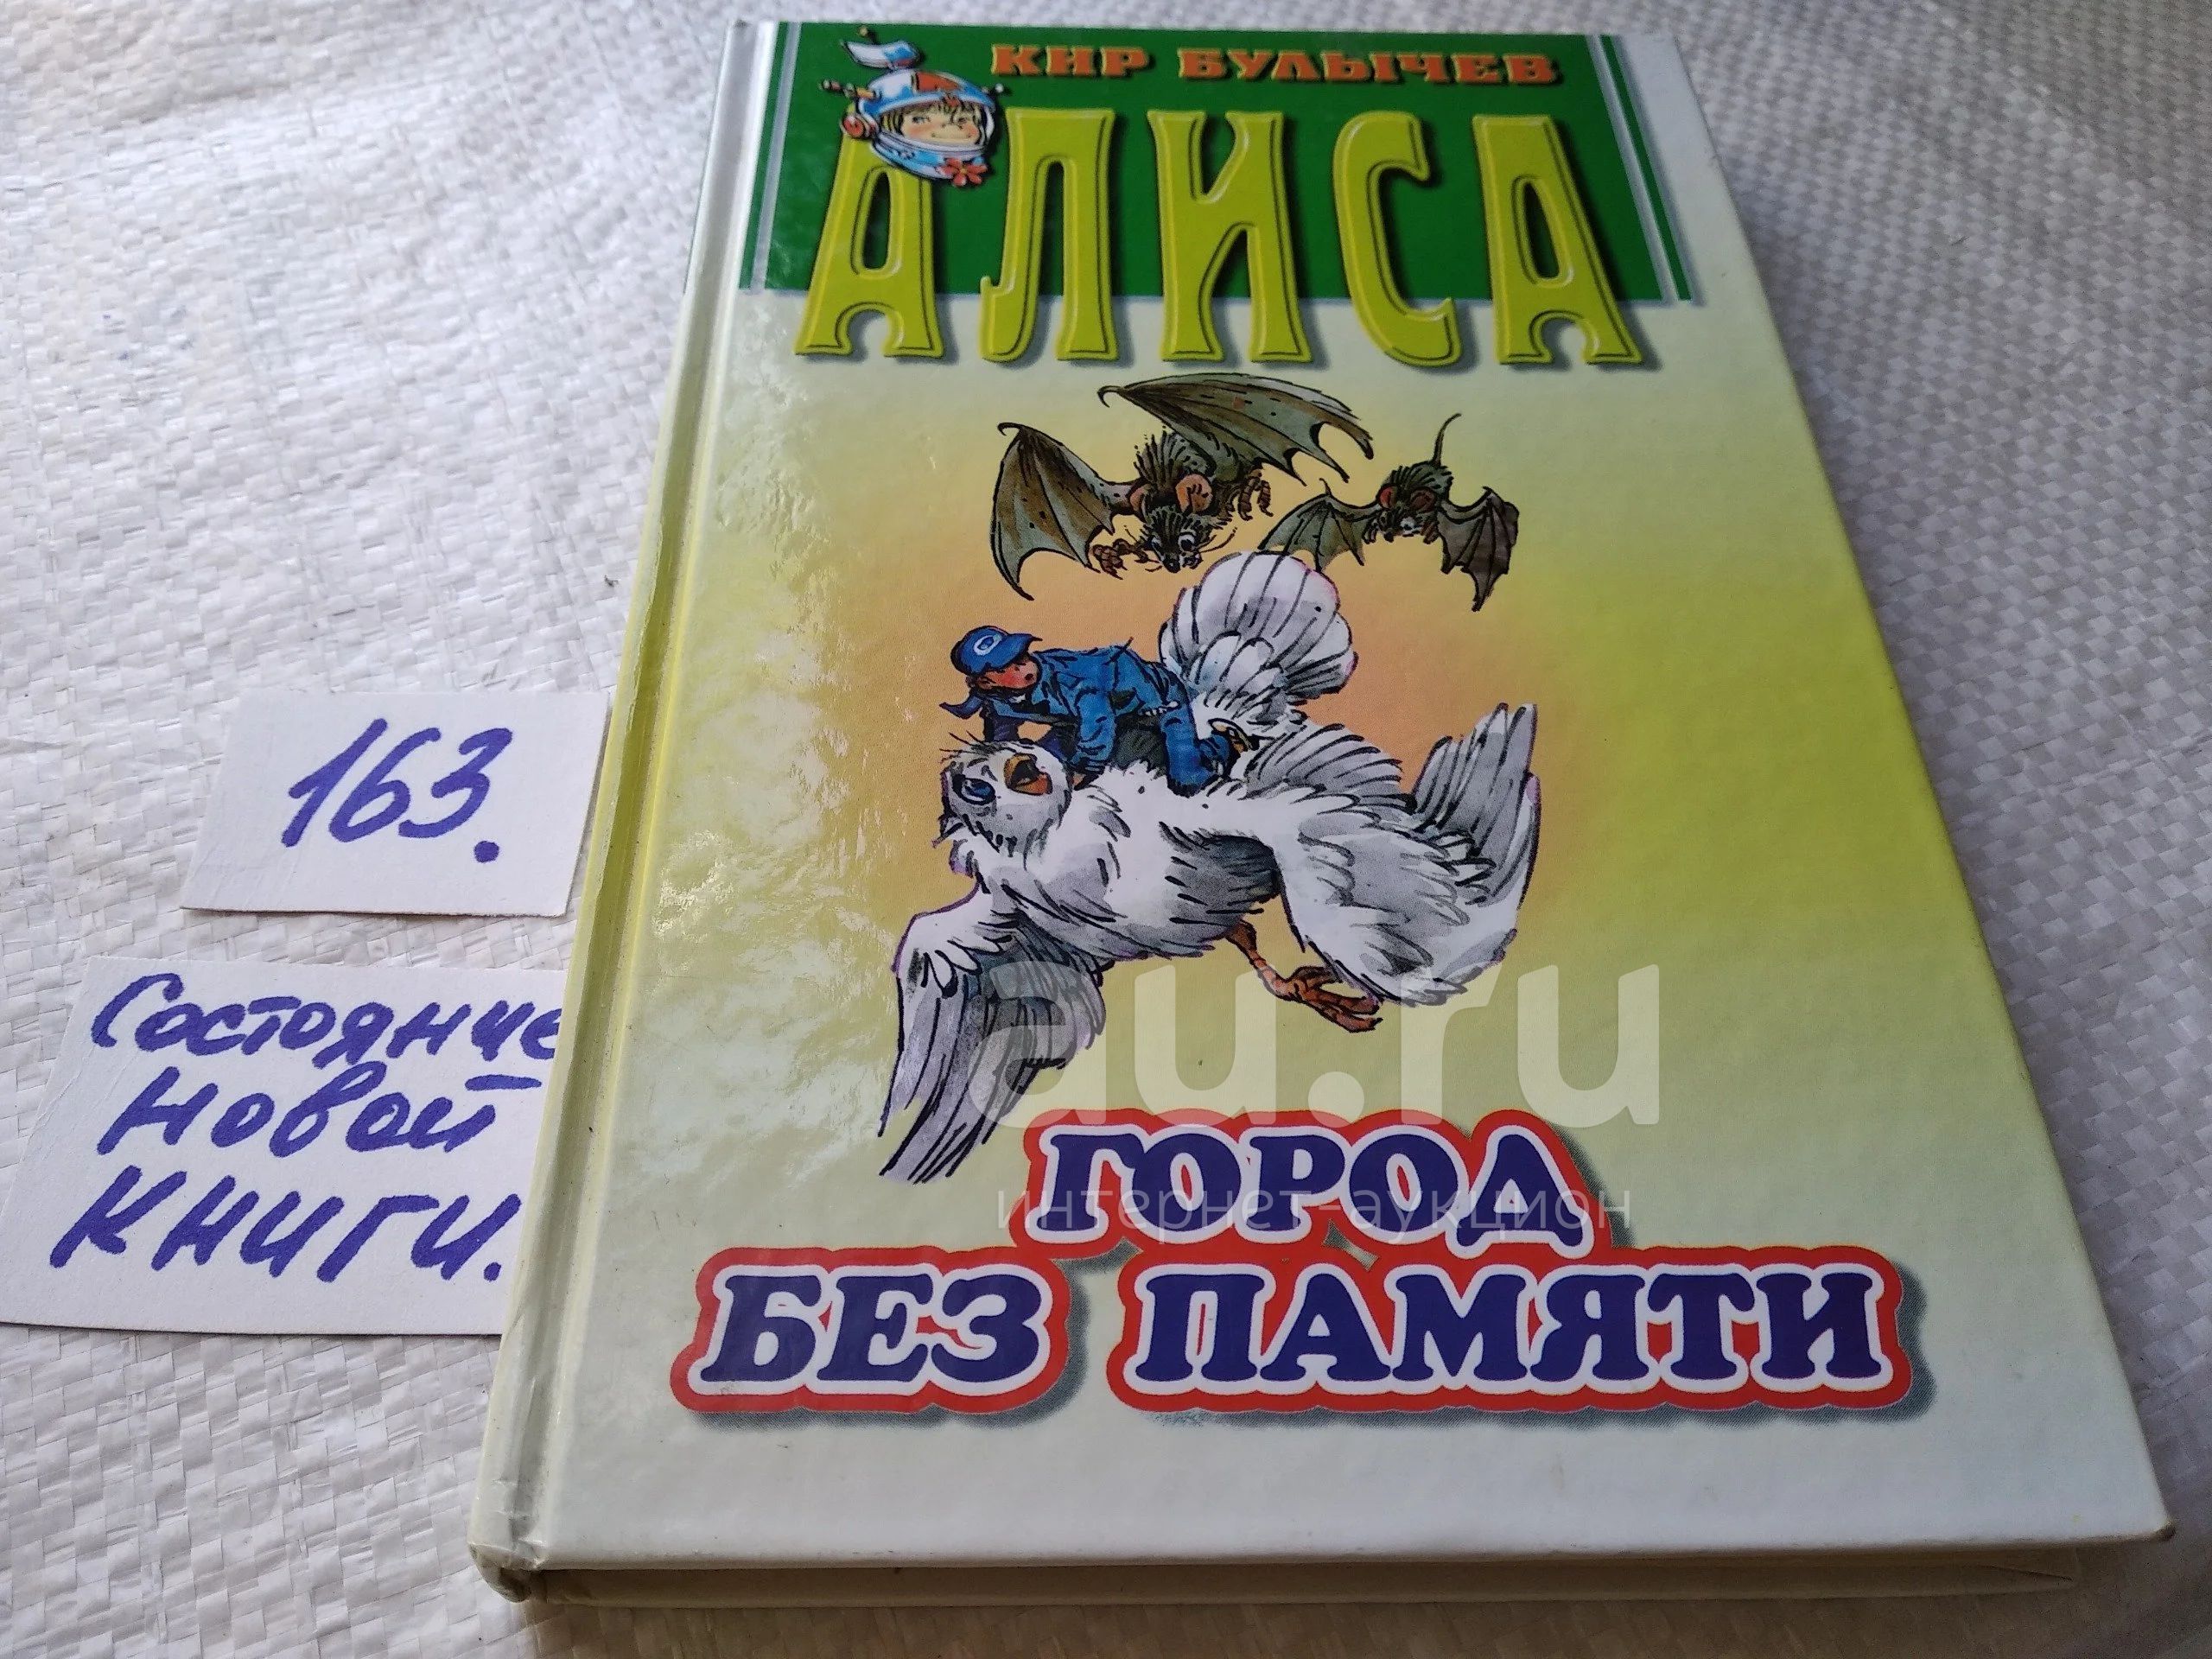 КИР БУЛЫЧЕВ
АЛИСА
163.
Состояние
новой
книги.
au.ru
интернет-аукцион
ГОРОД
БЕЗ ПАМЯТИ